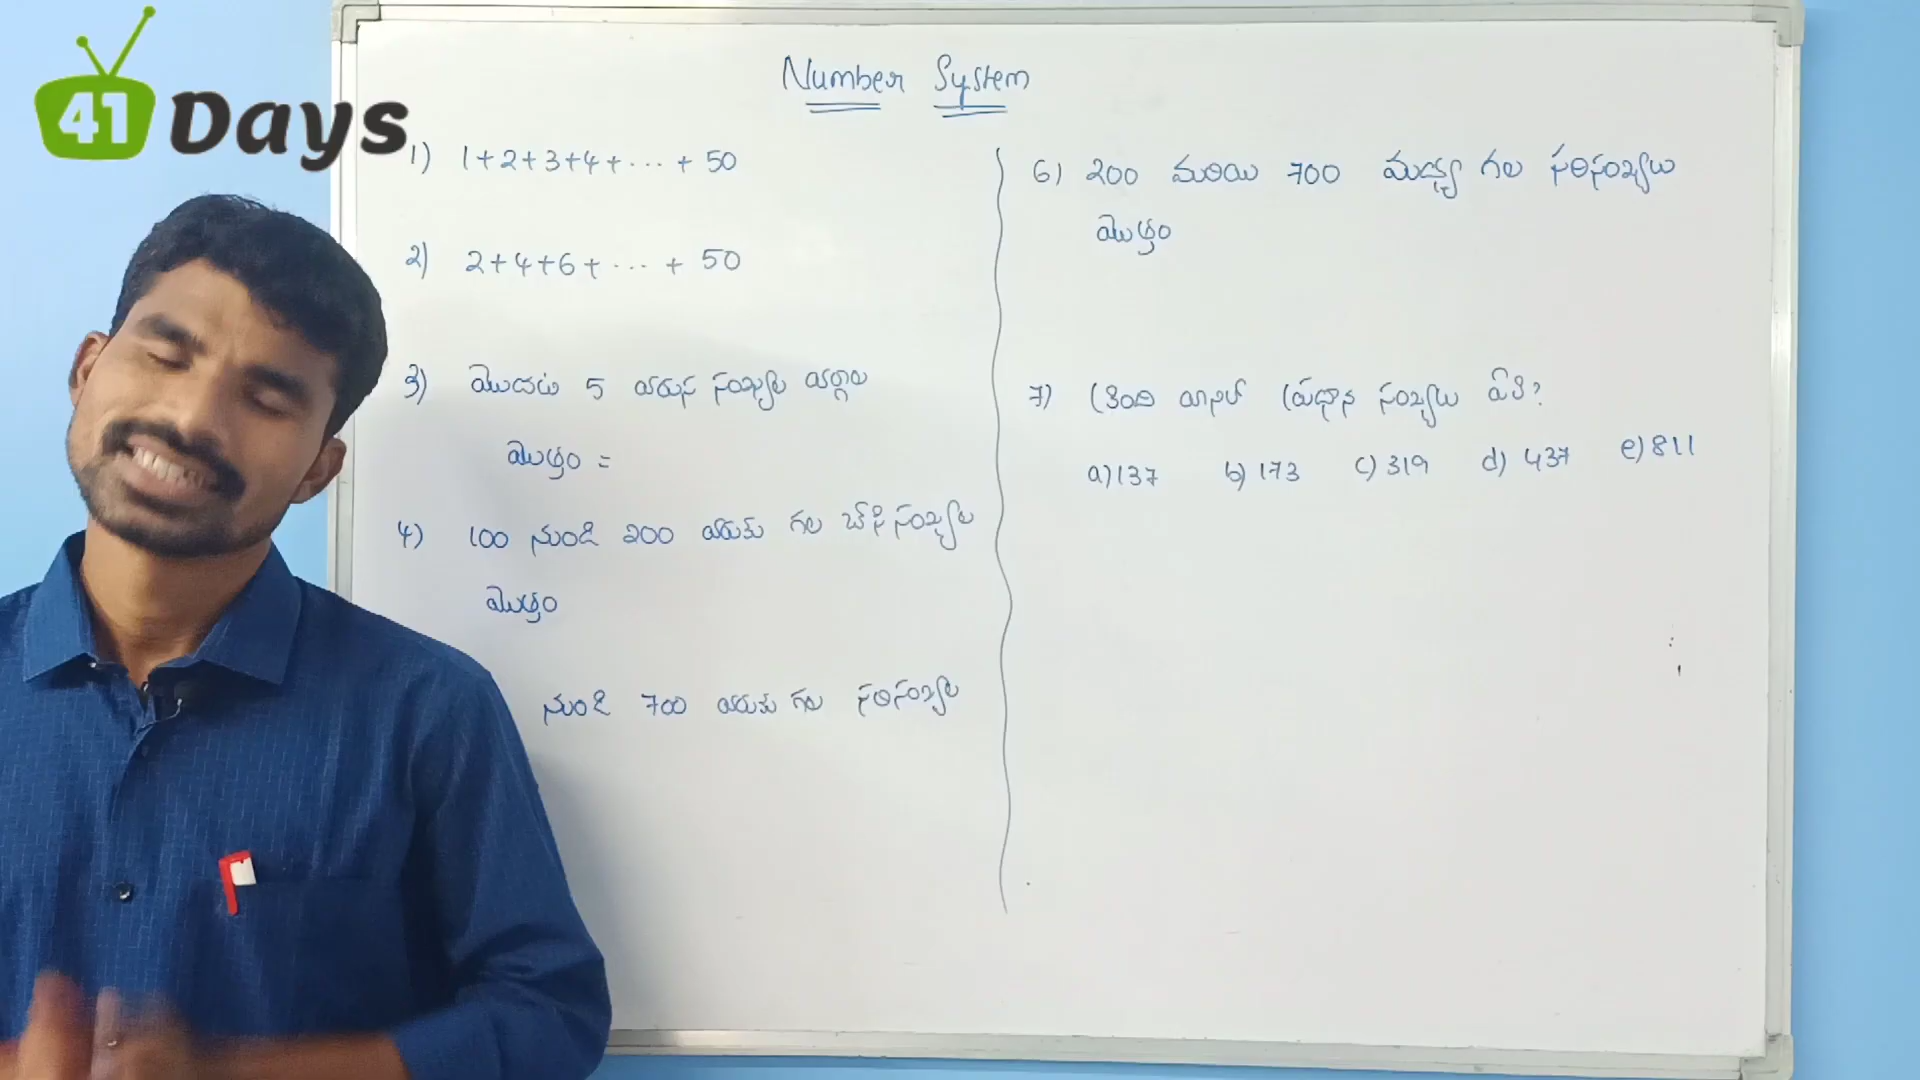 41 Days
Number System
1) 1+2+3+4+ ... + 50
2) 2+4+6+ ... + 50
3) మొదటి 5 వరుస సంఖ్యల వర్గాల
మొత్తం =
4) 100 నుండి 200 వరకు గల బేసి సంఖ్యల
మొత్తం
నుండి 700 వరకు గల సరిసంఖ్యల
6) 200 మరియు 700 మధ్య గల సరిసంఖ్యలు
మొత్తం
7) క్రింది వానిలో ప్రధాన సంఖ్యలు ఏవి?
a) 137 b) 173 c) 319 d) 437 e) 811